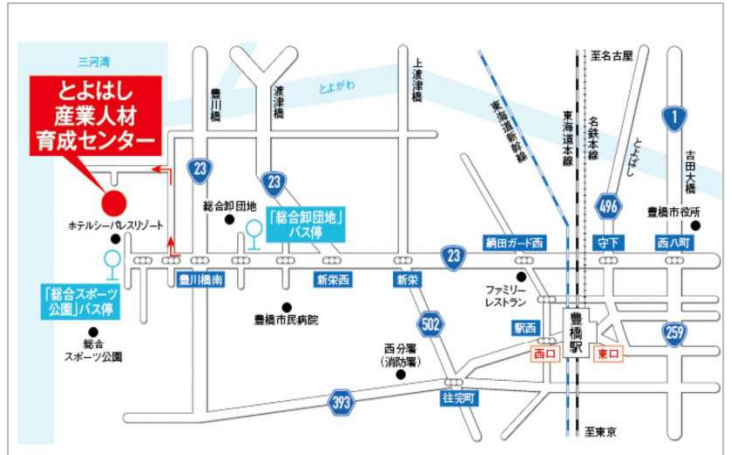 三河湾
とよはし
産業人材
育成センター
ホテルシーパレスリゾート
「総合スポーツ
公園」バス停
総合
スポーツ公園
豊川橋
渡津橋
とよがわ
上渡津橋
23
23
総合卸団地
「総合卸団地」
バス停
豊川橋南
新栄西
新栄
23
豊橋市民病院
502
西分署
(消防署)
393
往完町
東海道新幹線
東海道本線
名鉄本線
至名古屋
とよばし
1
吉田大橋
496
豊橋市役所
絹田ガード西
守下
西八町
ファミリー
レストラン
駅西
豊橋駅
西口
東口
259
至東京